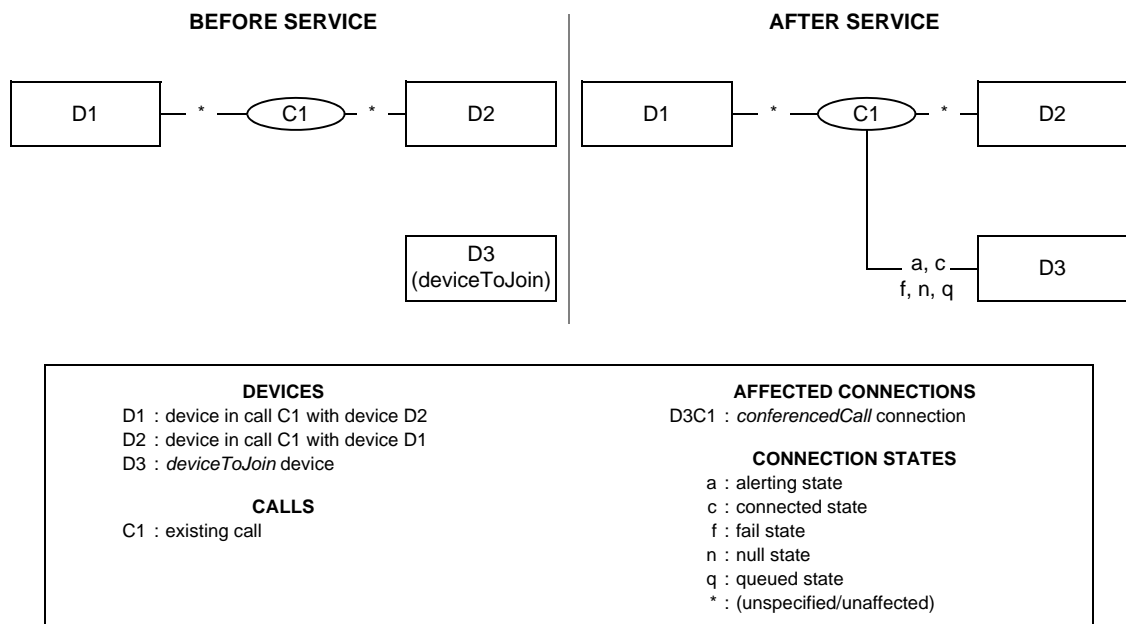 BEFORE SERVICE
AFTER SERVICE
D1 * C1 * D2
D1 * C1 * D2
D3
(deviceToJoin)
a, c
f, n, q
D3
DEVICES
D1 : device in call C1 with device D2
D2 : device in call C1 with device D1
D3 : deviceToJoin device
CALLS
C1 : existing call
AFFECTED CONNECTIONS
D3C1 : conferencedCall connection
CONNECTION STATES
a : alerting state
c : connected state
f : fail state
n : null state
q : queued state
* : (unspecified/unaffected)